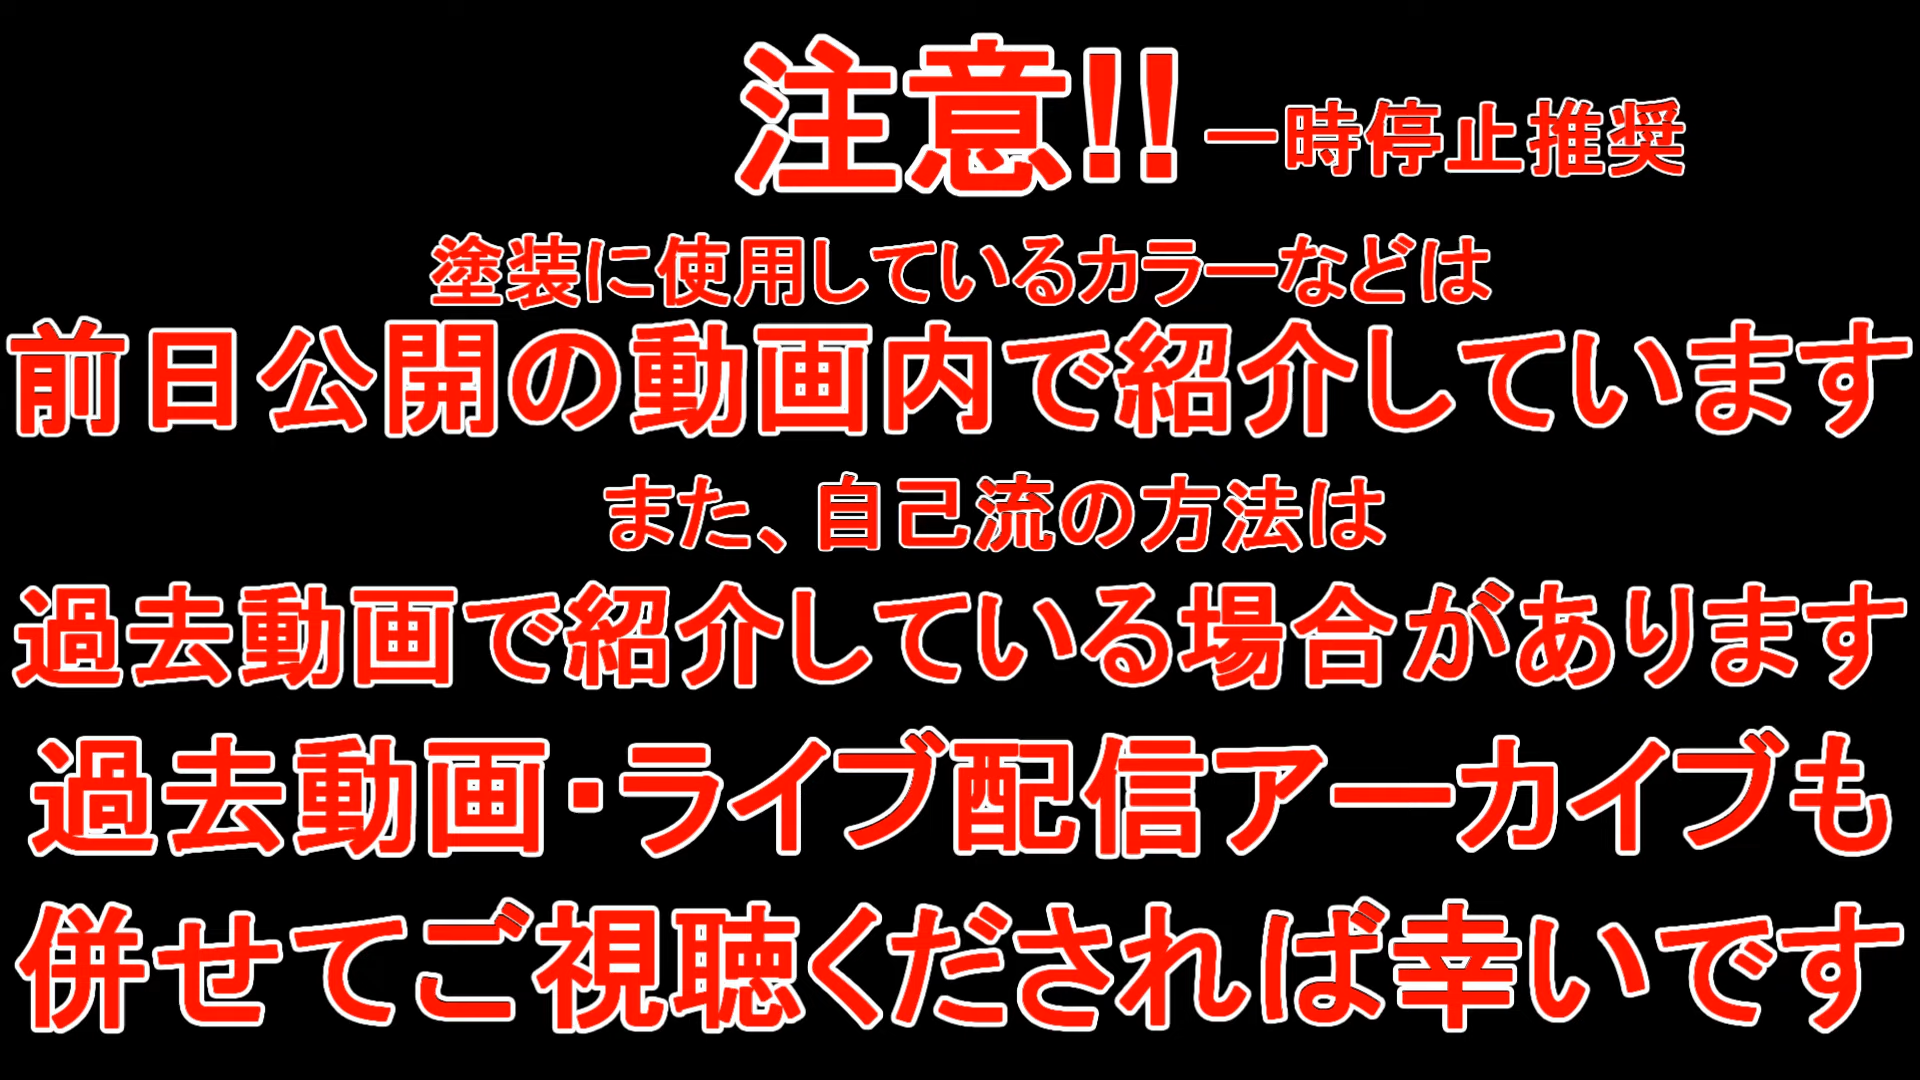 注意!!一時停止推奨
塗装に使用しているカラーなどは
前日公開の動画内で紹介しています
また、自己流の方法は
過去動画で紹介している場合があります
過去動画・ライブ配信アーカイブも
併せてご視聴くだされば幸いです